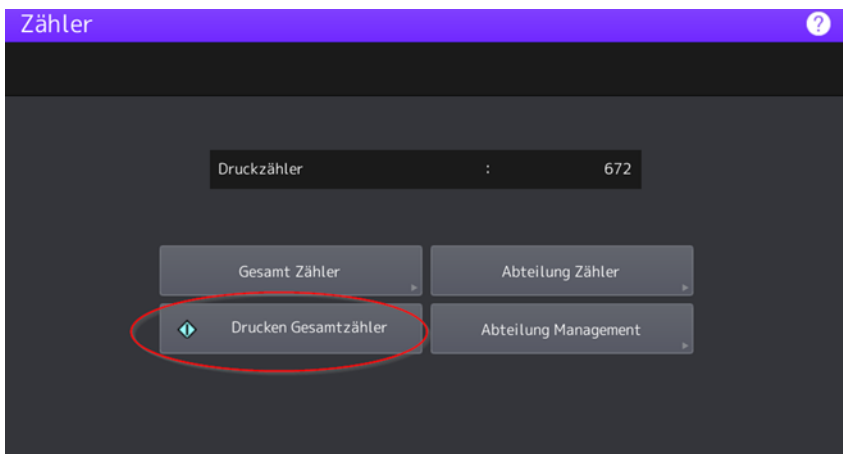 Zähler ?
Druckzähler : 672
Gesamt Zähler Abteilung Zähler
Drucken Gesamtzähler Abteilung Management